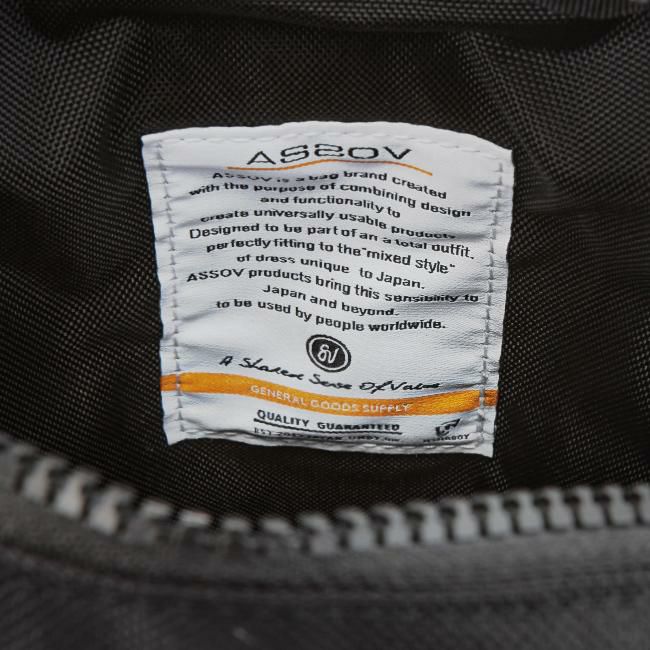 ASSOV
ASSOV is a bag brand created
with the purpose of combining design
and functionality to
create universally usable products
Designed to be part of an a total outfit.
perfectly fitting to the"mixed style"
of dress unique to Japan.
ASSOV products bring this sensibility to
Japan and beyond.
to be used by people worldwide.
A Shared Sense Of Value
GENERAL GOODS SUPPLY
QUALITY GUARANTEED